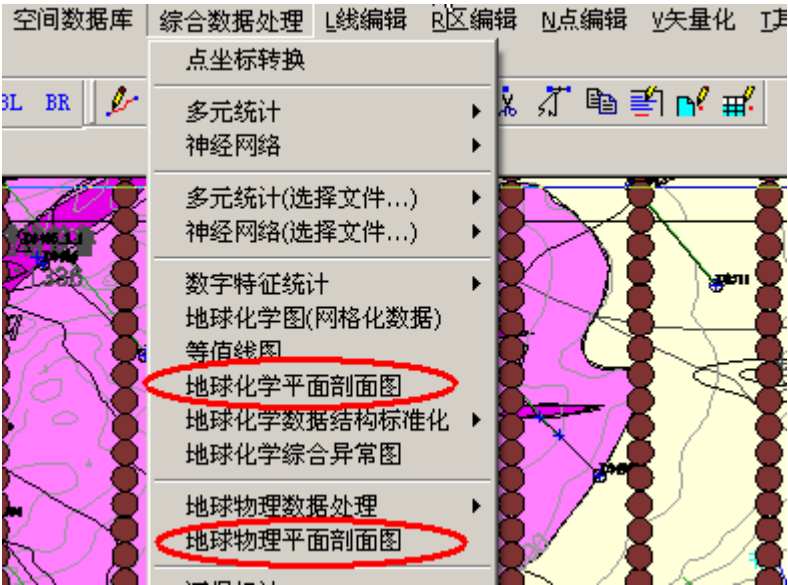 空间数据库 综合数据处理 L线编辑 R区编辑 N点编辑 V矢量化
点坐标转换
BR
多元统计
神经网络
多元统计(选择文件...)
神经网络(选择文件...)
数字特征统计
地球化学图(网格化数据)
等值线图
地球化学平面剖面图
地球化学数据结构标准化
地球化学综合异常图
地球物理数据处理
地球物理平面剖面图